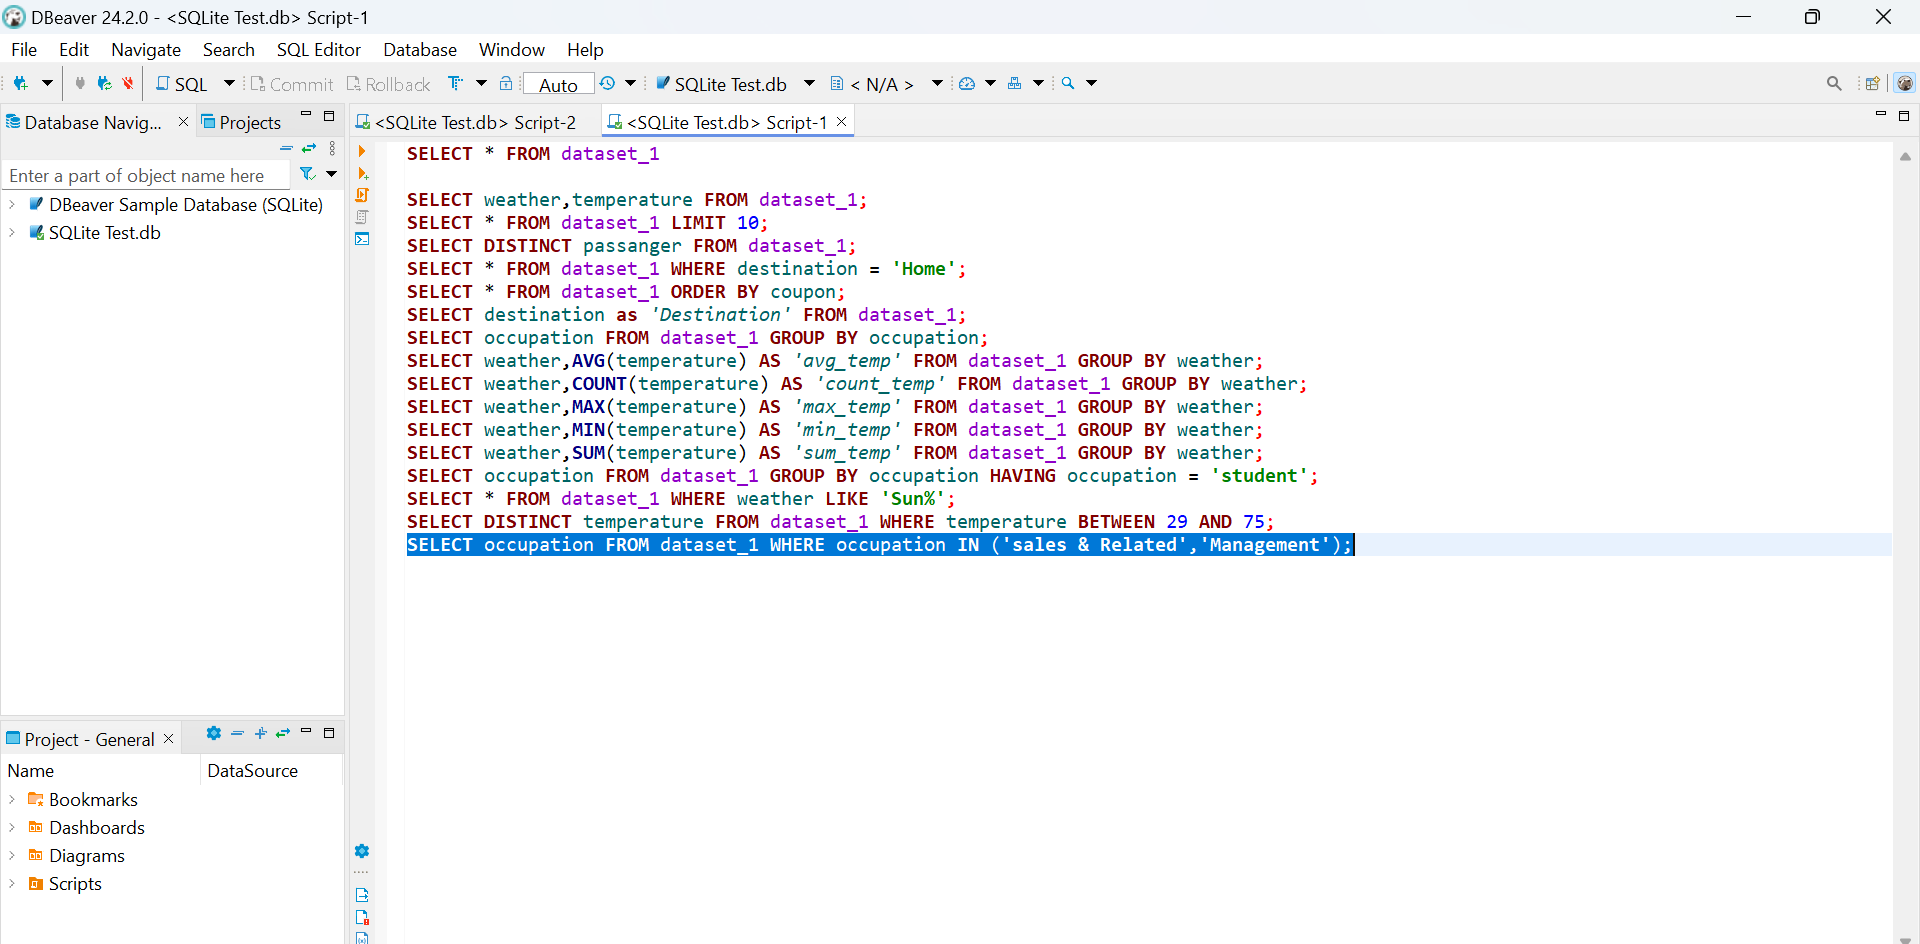 DBeaver 24.2.0 - <SQLite Test.db> Script-1
File Edit Navigate Search SQL Editor Database Window Help
SQL Commit Rollback Auto SQLite Test.db < N/A >
Database Navig... Projects
<SQLite Test.db> Script-2 <SQLite Test.db> Script-1
Enter a part of object name here
DBeaver Sample Database (SQLite)
SQLite Test.db
SELECT * FROM dataset_1
SELECT weather,temperature FROM dataset_1;
SELECT * FROM dataset_1 LIMIT 10;
SELECT DISTINCT passanger FROM dataset_1;
SELECT * FROM dataset_1 WHERE destination = 'Home';
SELECT * FROM dataset_1 ORDER BY coupon;
SELECT destination as 'Destination' FROM dataset_1;
SELECT occupation FROM dataset_1 GROUP BY occupation;
SELECT weather,AVG(temperature) AS 'avg_temp' FROM dataset_1 GROUP BY weather;
SELECT weather,COUNT(temperature) AS 'count_temp' FROM dataset_1 GROUP BY weather;
SELECT weather,MAX(temperature) AS 'max_temp' FROM dataset_1 GROUP BY weather;
SELECT weather,MIN(temperature) AS 'min_temp' FROM dataset_1 GROUP BY weather;
SELECT weather,SUM(temperature) AS 'sum_temp' FROM dataset_1 GROUP BY weather;
SELECT occupation FROM dataset_1 GROUP BY occupation HAVING occupation = 'student';
SELECT * FROM dataset_1 WHERE weather LIKE 'Sun%';
SELECT DISTINCT temperature FROM dataset_1 WHERE temperature BETWEEN 29 AND 75;
SELECT occupation FROM dataset_1 WHERE occupation IN ('sales & Related','Management');
Project - General
Name DataSource
Bookmarks
Dashboards
Diagrams
Scripts